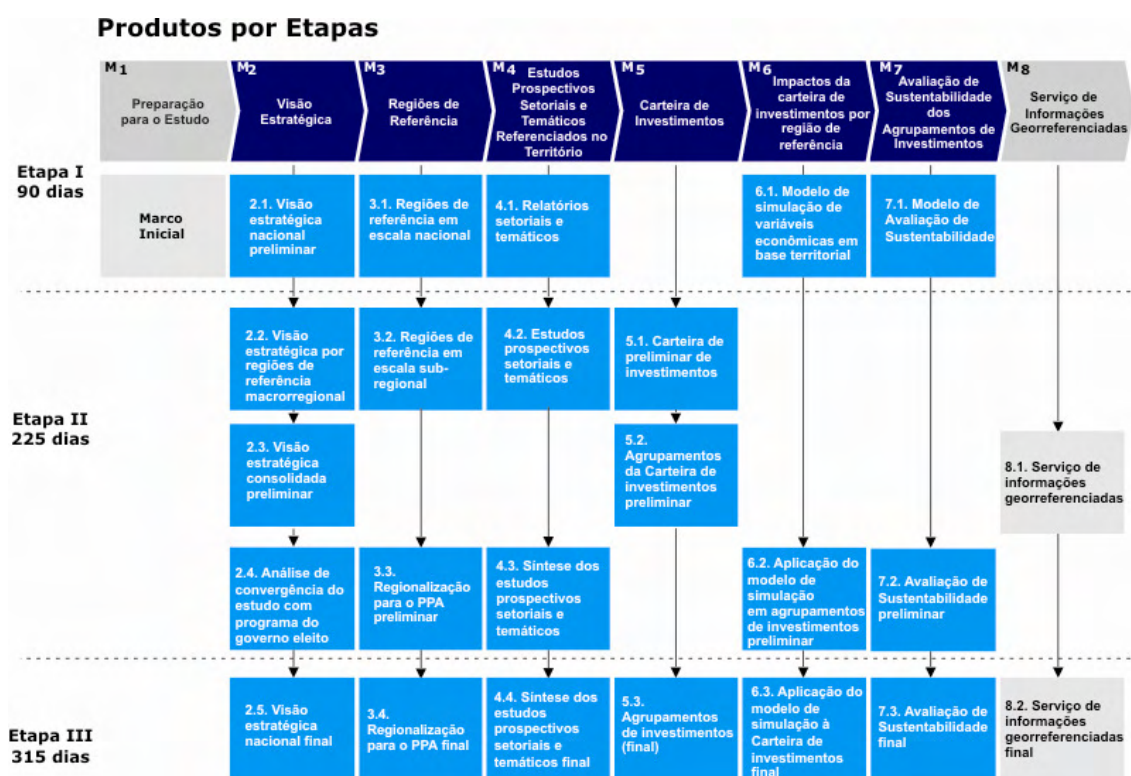 Produtos por Etapas
M1
Preparação
para o Estudo
M2
Visão
Estratégica
M3
Regiões de
Referência
M4
Estudos
Prospectivos
Setoriais e
Temáticos
Referenciados no
Território
M5
Carteira de
Investimentos
M6
Impactos da
carteira de
investimentos por
região de
referência
M7
Avaliação de
Sustentabilidade
dos
Agrupamentos de
Investimentos
M8
Serviço de
Informações
Georreferenciadas
Etapa I
90 dias
Marco
Inicial
2.1. Visão
estratégica
nacional
preliminar
3.1. Regiões de
referência em
escala nacional
4.1. Relatórios
setoriais e
temáticos
6.1. Modelo de
simulação de
variáveis
econômicas em
base territorial
7.1. Modelo de
Avaliação de
Sustentabilidade
Etapa II
225 dias
2.2. Visão
estratégica por
regiões de
referência
macrorregional
3.2. Regiões de
referência em
escala sub-
regional
4.2. Estudos
prospectivos
setoriais e
temáticos
5.1. Carteira de
preliminar de
investimentos
2.3. Visão
estratégica
consolidada
preliminar
5.2.
Agrupamentos
da Carteira de
investimentos
preliminar
8.1. Serviço de
informações
georreferenciadas
2.4. Análise de
convergência do
estudo com
programa do
governo eleito
3.3.
Regionalização
para o PPA
preliminar
4.3. Síntese dos
estudos
prospectivos
setoriais e
temáticos
6.2. Aplicação do
modelo de
simulação
em agrupamentos
de investimentos
preliminar
7.2. Avaliação de
Sustentabilidade
preliminar
Etapa III
315 dias
2.5. Visão
estratégica
nacional final
3.4.
Regionalização
para o PPA final
4.4. Síntese dos
estudos
prospectivos
setoriais e
temáticos final
5.3.
Agrupamentos
de investimentos
(final)
6.3. Aplicação do
modelo de
simulação à
Carteira de
investimentos
final
7.3. Avaliação de
Sustentabilidade
final
8.2. Serviço de
informações
georreferenciadas
final